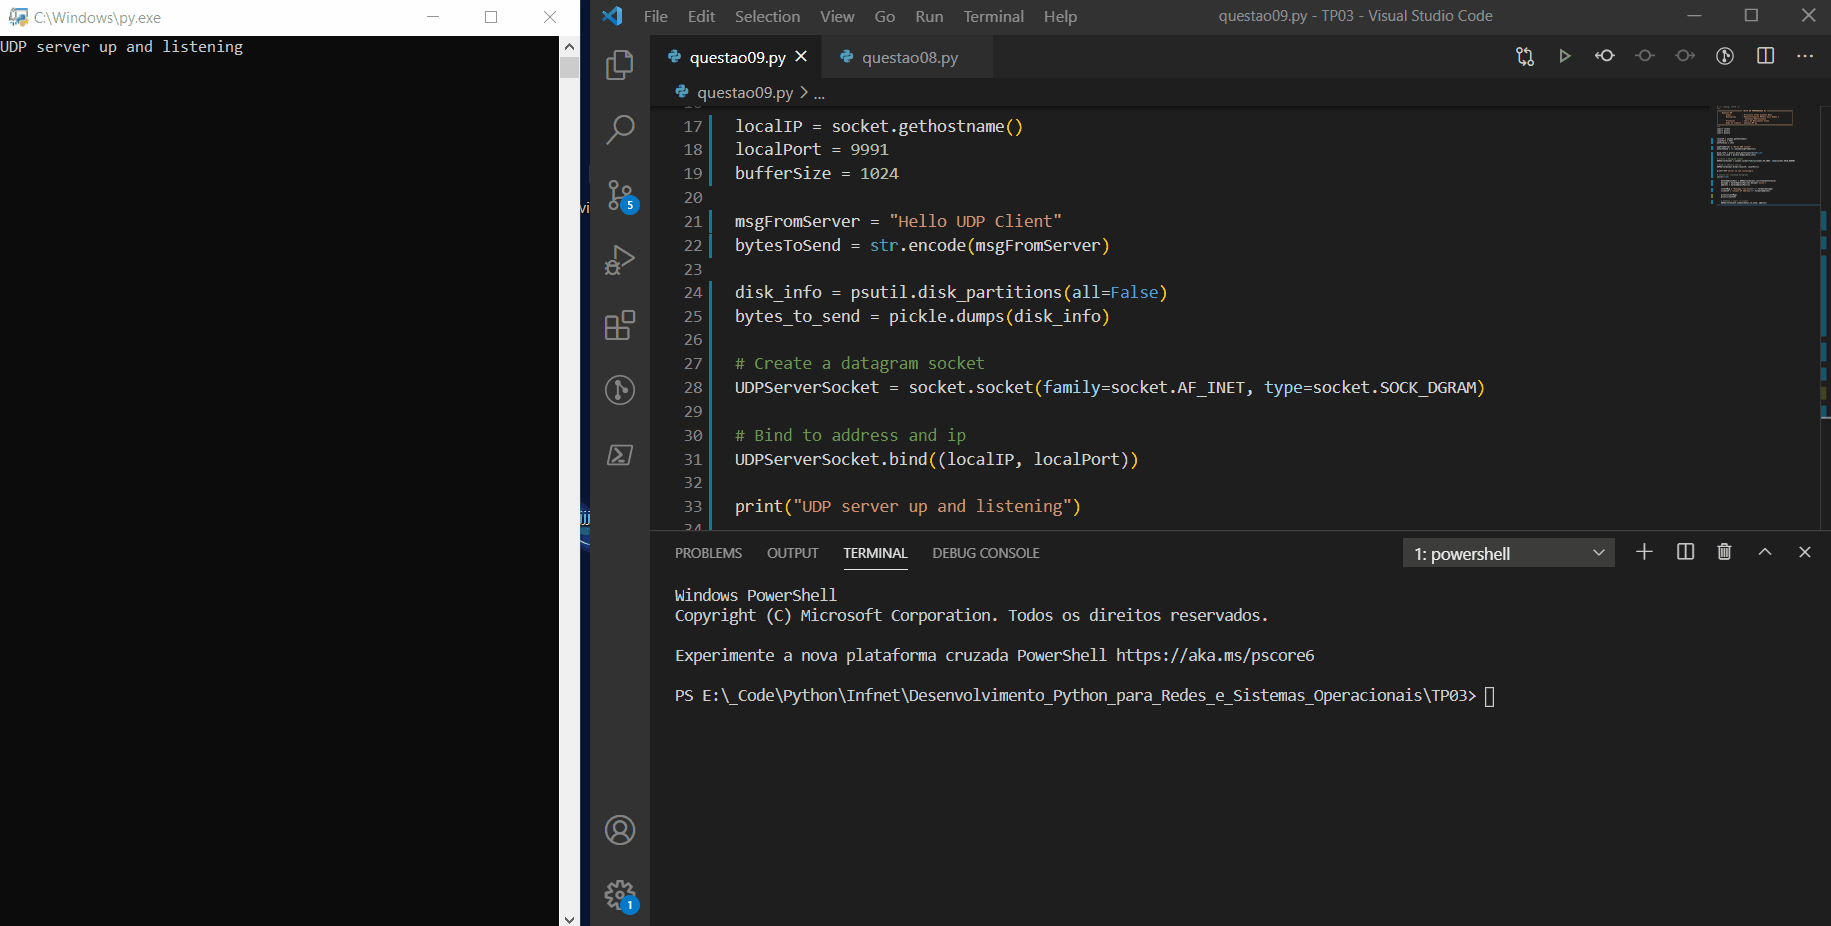 C:\Windows\py.exe
UDP server up and listening
File Edit Selection View Go Run Terminal Help
questao09.py - TP03 - Visual Studio Code
questao09.py
questao08.py
questao09.py > ...
17 localIP = socket.gethostname()
18 localPort = 9991
19 bufferSize = 1024
20
21 msgFromServer = "Hello UDP Client"
22 bytesToSend = str.encode(msgFromServer)
23
24 disk_info = psutil.disk_partitions(all=False)
25 bytes_to_send = pickle.dumps(disk_info)
26
27 # Create a datagram socket
28 UDPServerSocket = socket.socket(family=socket.AF_INET, type=socket.SOCK_DGRAM)
29
30 # Bind to address and ip
31 UDPServerSocket.bind((localIP, localPort))
32
33 print("UDP server up and listening")
34
5
PROBLEMS OUTPUT TERMINAL DEBUG CONSOLE
1: powershell
Windows PowerShell
Copyright (C) Microsoft Corporation. Todos os direitos reservados.
Experimente a nova plataforma cruzada PowerShell https://aka.ms/pscore6
PS E:\_Code\Python\Infnet\Desenvolvimento_Python_para_Redes_e_Sistemas_Operacionais\TP03>
1